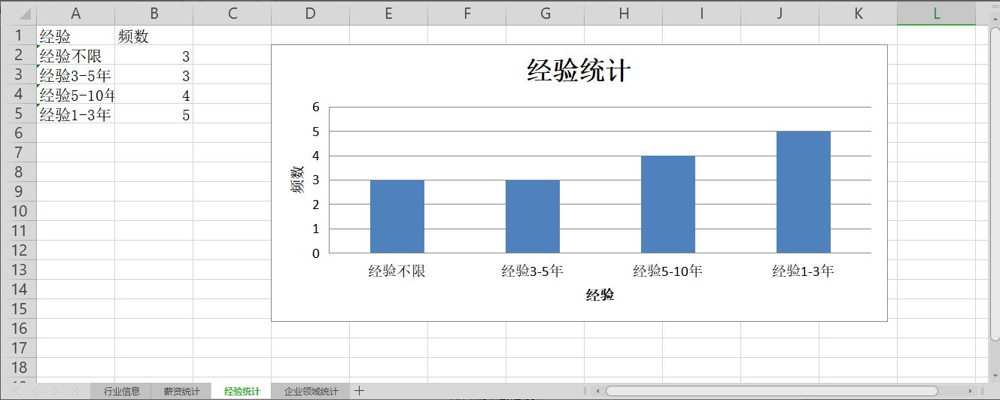 A B C D E F G H I J K L
1 经验 频数
2 经验不限 3
3 经验3-5年 3
4 经验5-10年 4
5 经验1-3年 5
6
7
8
9
10
11
12
13
14
15
16
17
18
经验统计
频数
6
5
4
3
2
1
0
经验不限 经验3-5年 经验5-10年 经验1-3年
经验
行业信息 薪资统计 经验统计 企业领域统计